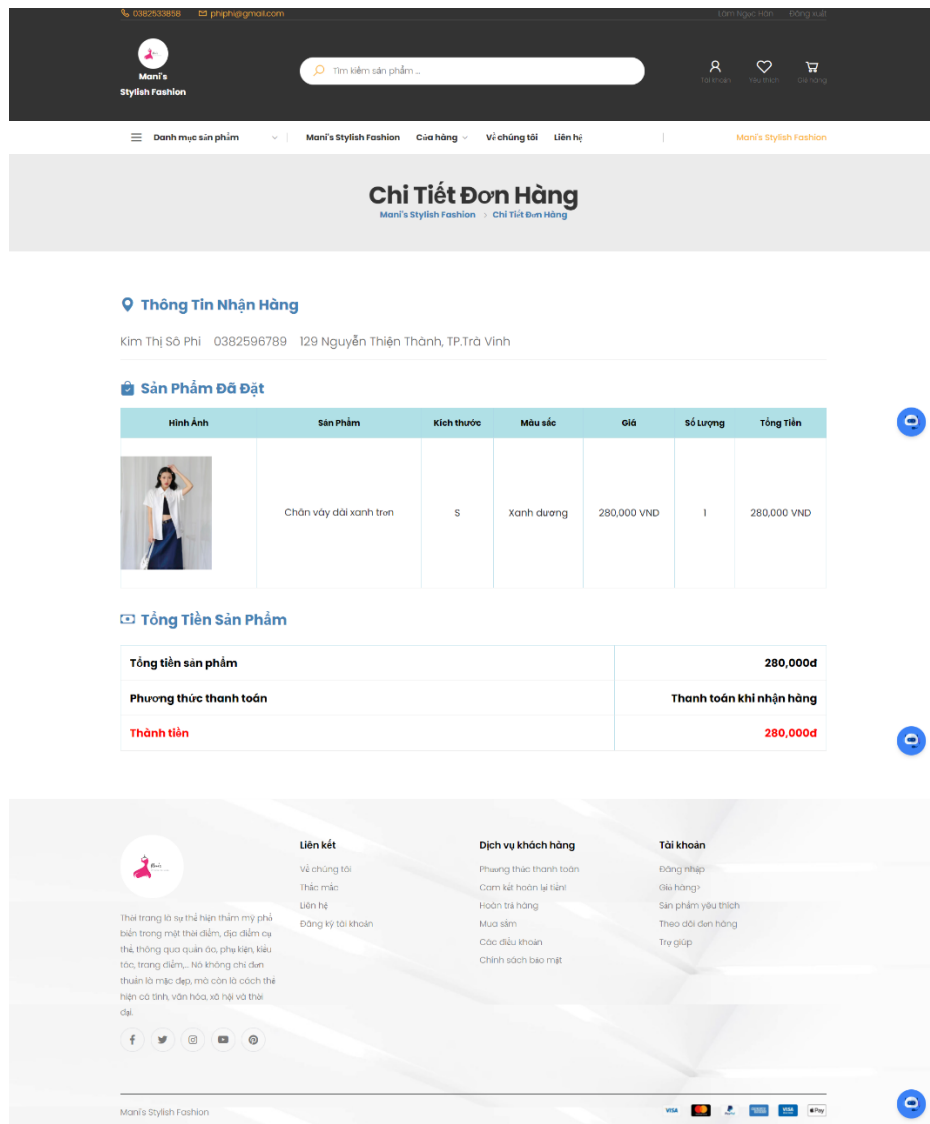 0382533858 phiphi@gmail.com Lâm Ngọc Hân Đăng xuất
Mani's
Stylish Fashion
Tìm kiếm sản phẩm ...
Tài khoản Yêu thích Giỏ hàng
Danh mục sản phẩm Mani's Stylish Fashion Cửa hàng Về chúng tôi Liên hệ Mani's Stylish Fashion
Chi Tiết Đơn Hàng
Mani's Stylish Fashion > Chi Tiết Đơn Hàng
Thông Tin Nhận Hàng
Kim Thị Sô Phi 0382596789 129 Nguyễn Thiện Thành, TP.Trà Vinh
Sản Phẩm Đã Đặt
Hình Ảnh Sản Phẩm Kích thước Màu sắc Giá Số Lượng Tổng Tiền
Chân váy dài xanh trơn S Xanh dương 280,000 VND 1 280,000 VND
Tổng Tiền Sản Phẩm
Tổng tiền sản phẩm 280,000đ
Phương thức thanh toán Thanh toán khi nhận hàng
Thành tiền 280,000đ
Liên kết Dịch vụ khách hàng Tài khoản
Về chúng tôi Phương thức thanh toán Đăng nhập
Thắc mắc Cam kết hoàn lại tiền! Giỏ hàng>
Liên hệ Hoàn trả hàng Sản phẩm yêu thích
Đăng ký tài khoản Mua sắm Theo dõi đơn hàng
Các điều khoản Trợ giúp
Chính sách bảo mật
Thời trang là sự thể hiện thẩm mỹ phổ
biến trong một thời điểm, địa điểm cụ
thể, thông qua quần áo, phụ kiện, kiểu
tóc, trang điểm,... Nó không chỉ đơn
thuần là mặc đẹp, mà còn là cách thể
hiện cá tính, văn hóa, xã hội và thời
đại.
Mani's Stylish Fashion VISA PayPal VISA Pay